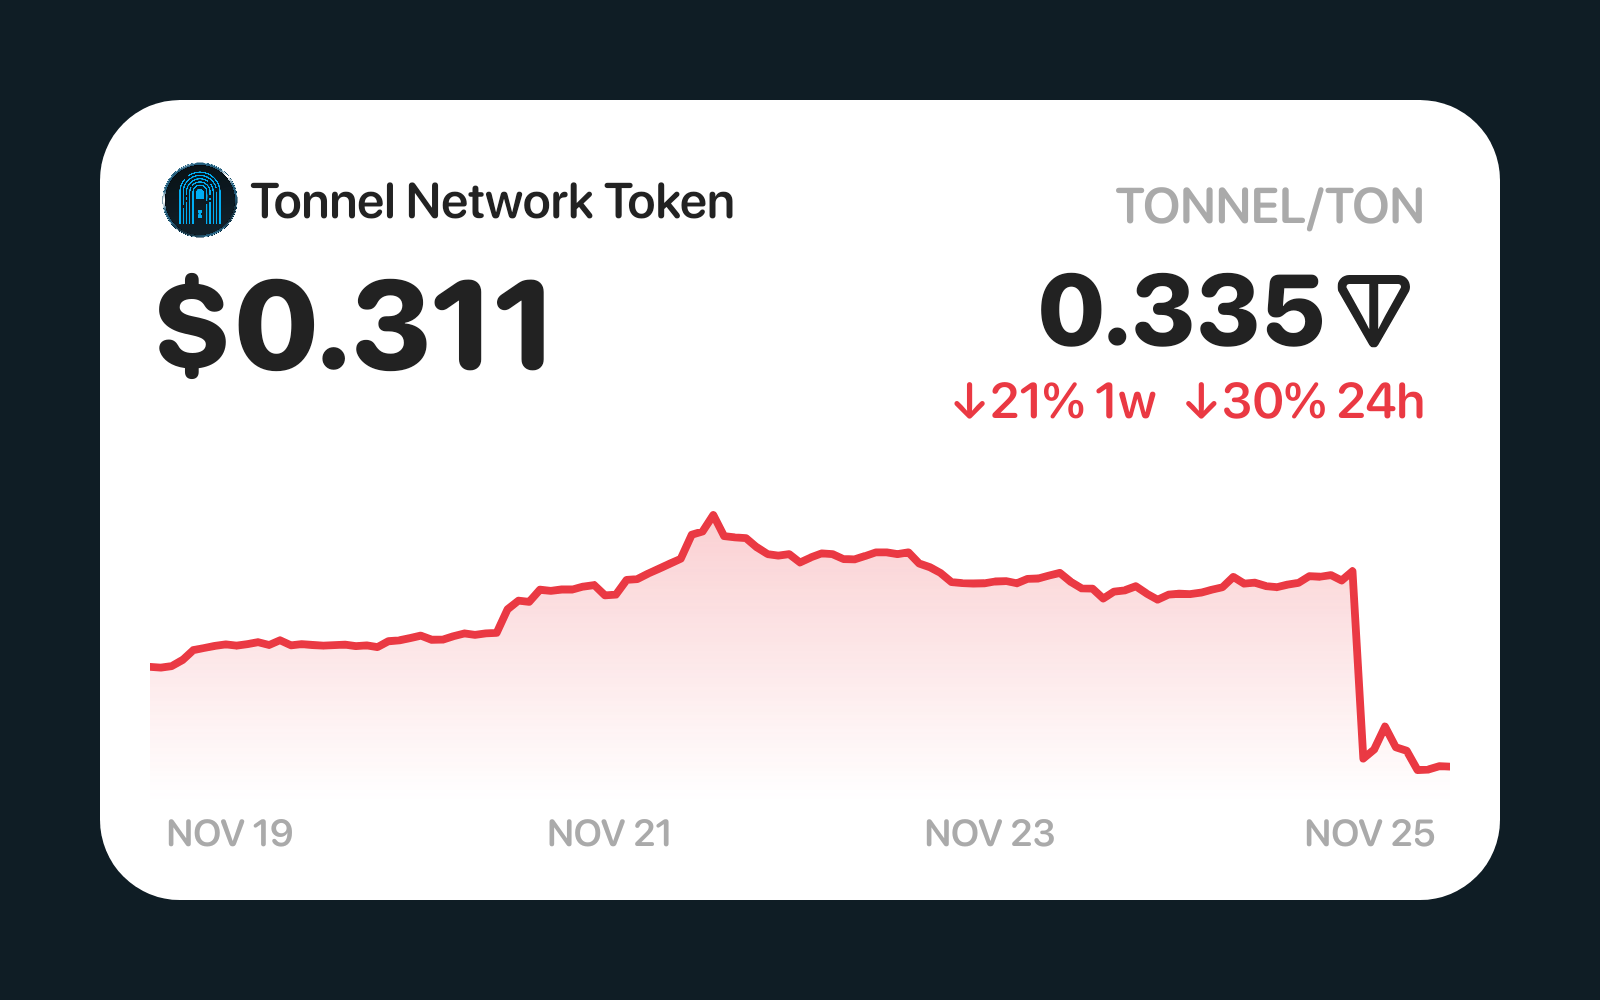 Tonnel Network Token
TONNEL/TON
$0.311
0.335
↓21% 1w ↓30% 24h
NOV 19 NOV 21 NOV 23 NOV 25